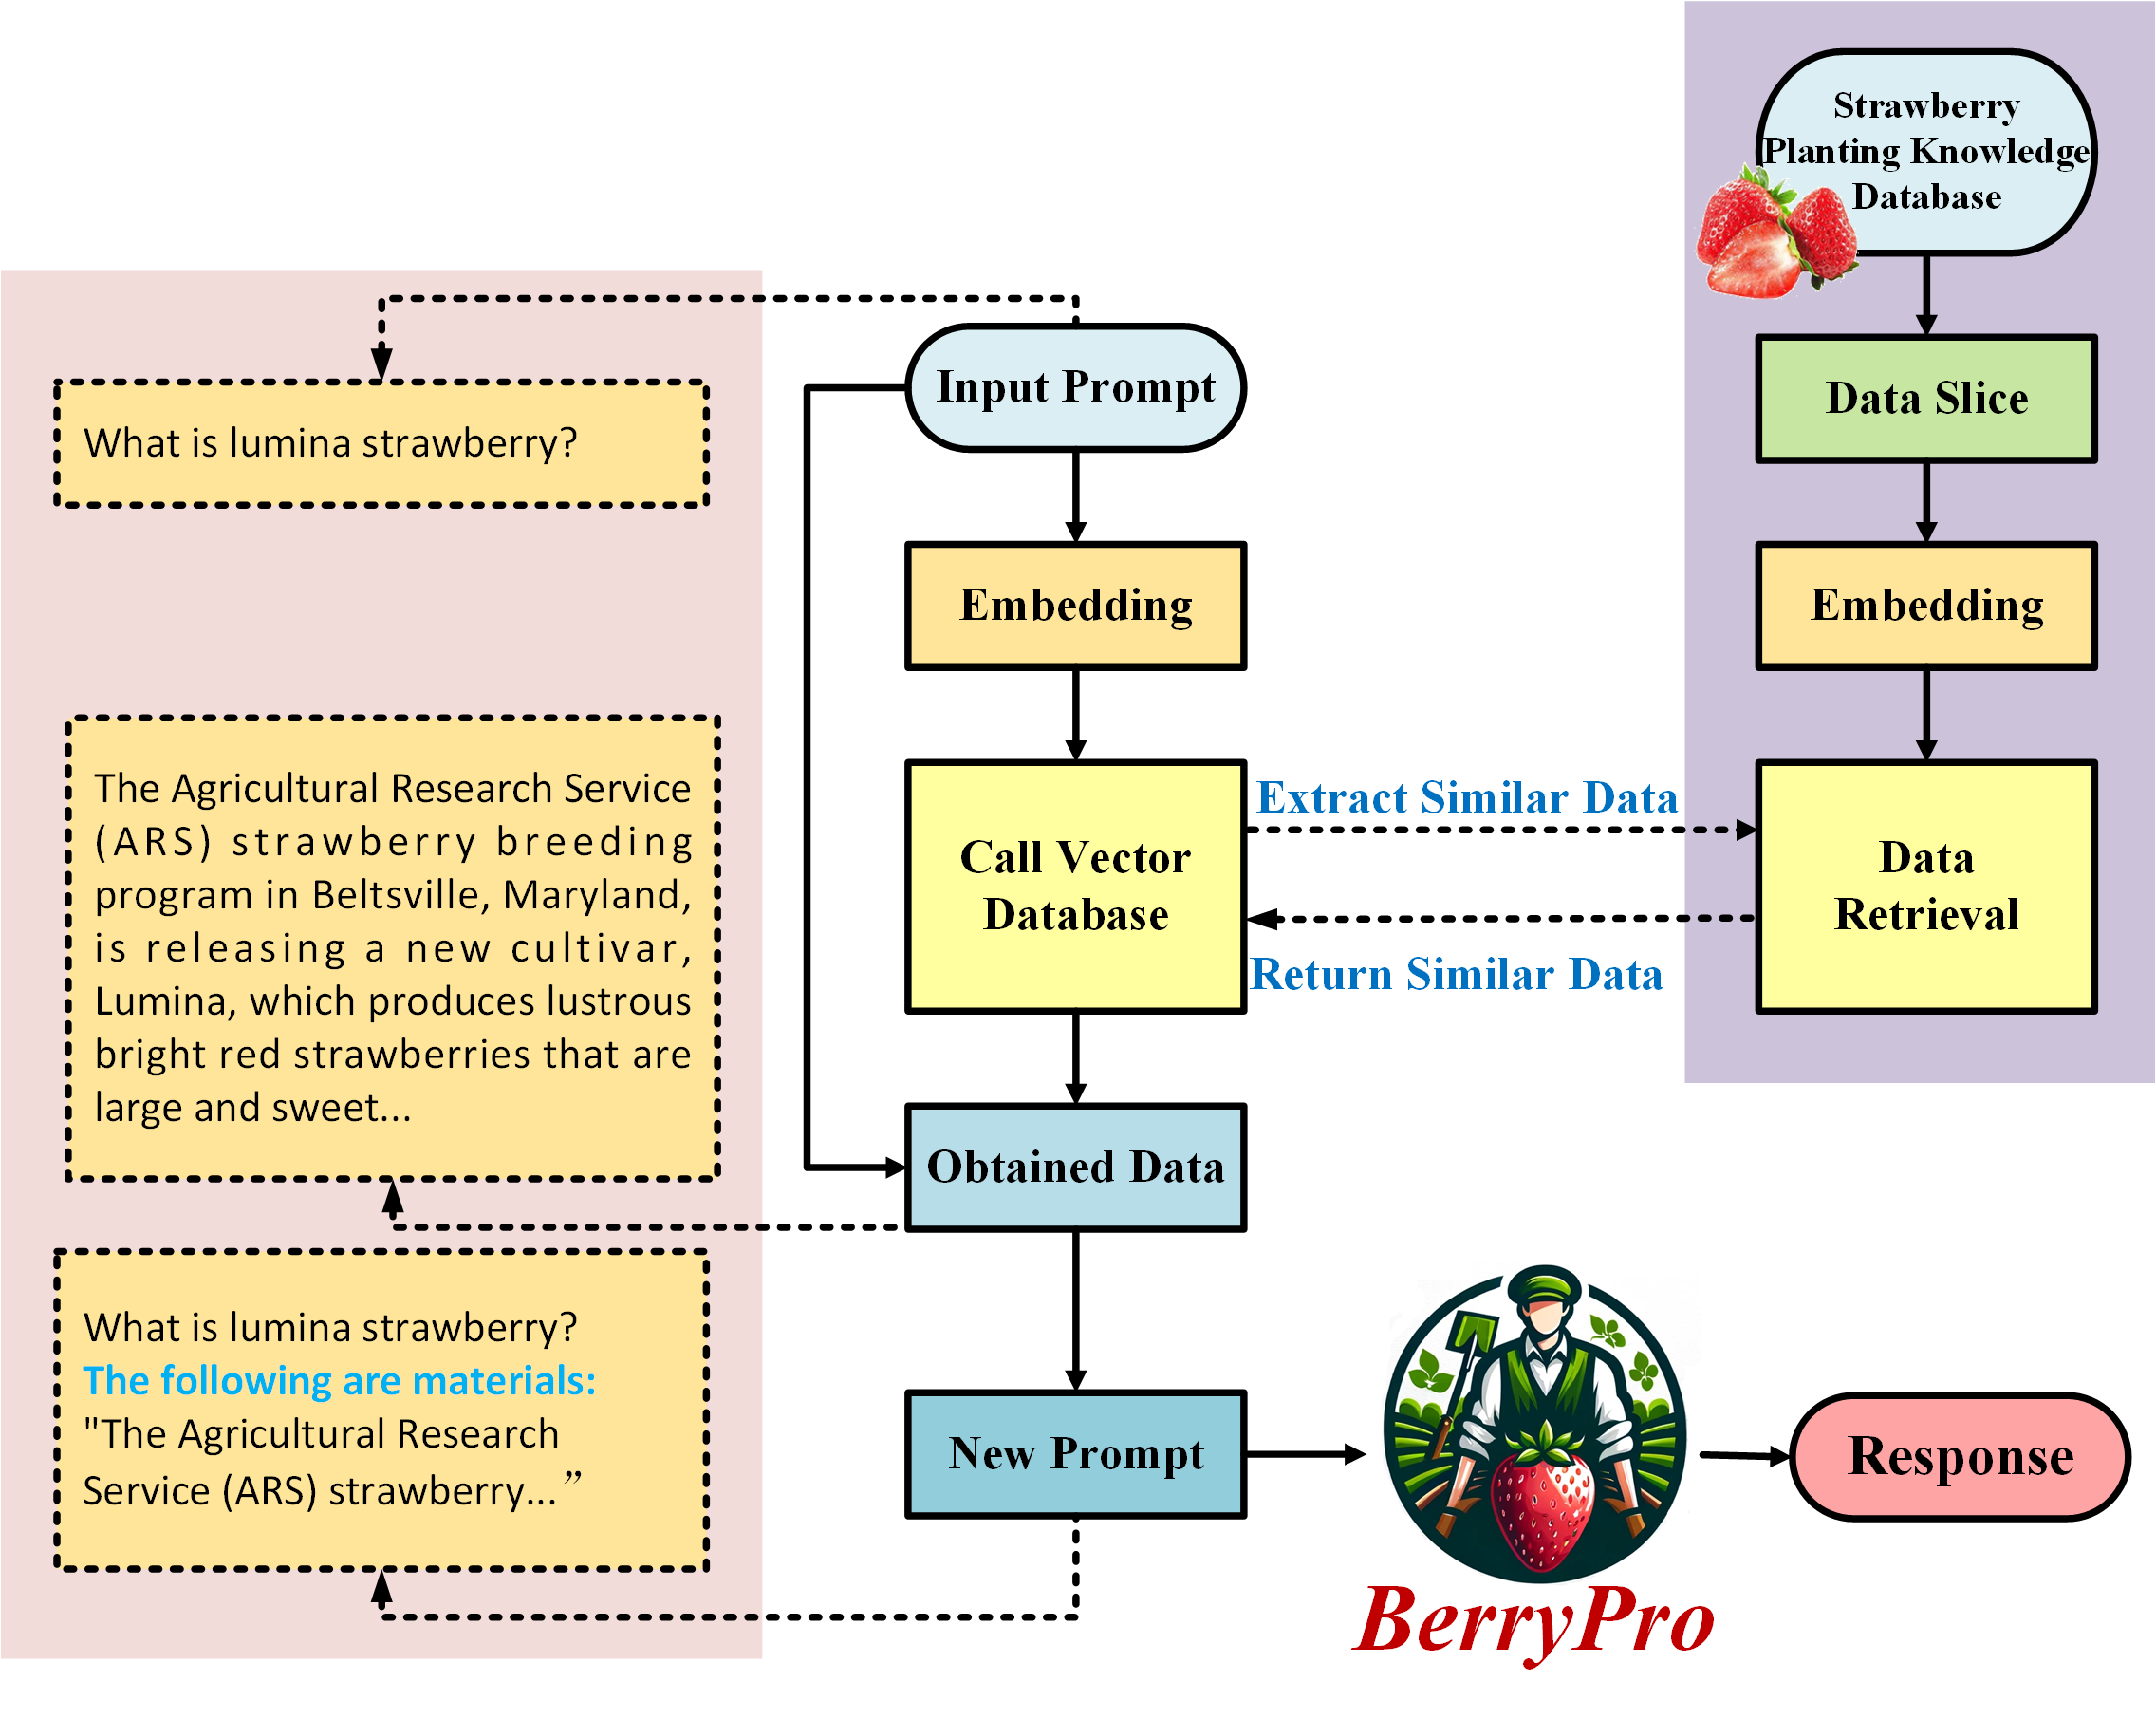 Strawberry
Planting Knowledge
Database
Data Slice
Embedding
Data
Retrieval
Input Prompt
Embedding
Call Vector
Database
Extract Similar Data
Return Similar Data
Obtained Data
New Prompt
BerryPro
Response
What is lumina strawberry?
The Agricultural Research Service
(ARS) strawberry breeding
program in Beltsville, Maryland,
is releasing a new cultivar,
Lumina, which produces lustrous
bright red strawberries that are
large and sweet...
What is lumina strawberry?
The following are materials:
"The Agricultural Research
Service (ARS) strawberry...”